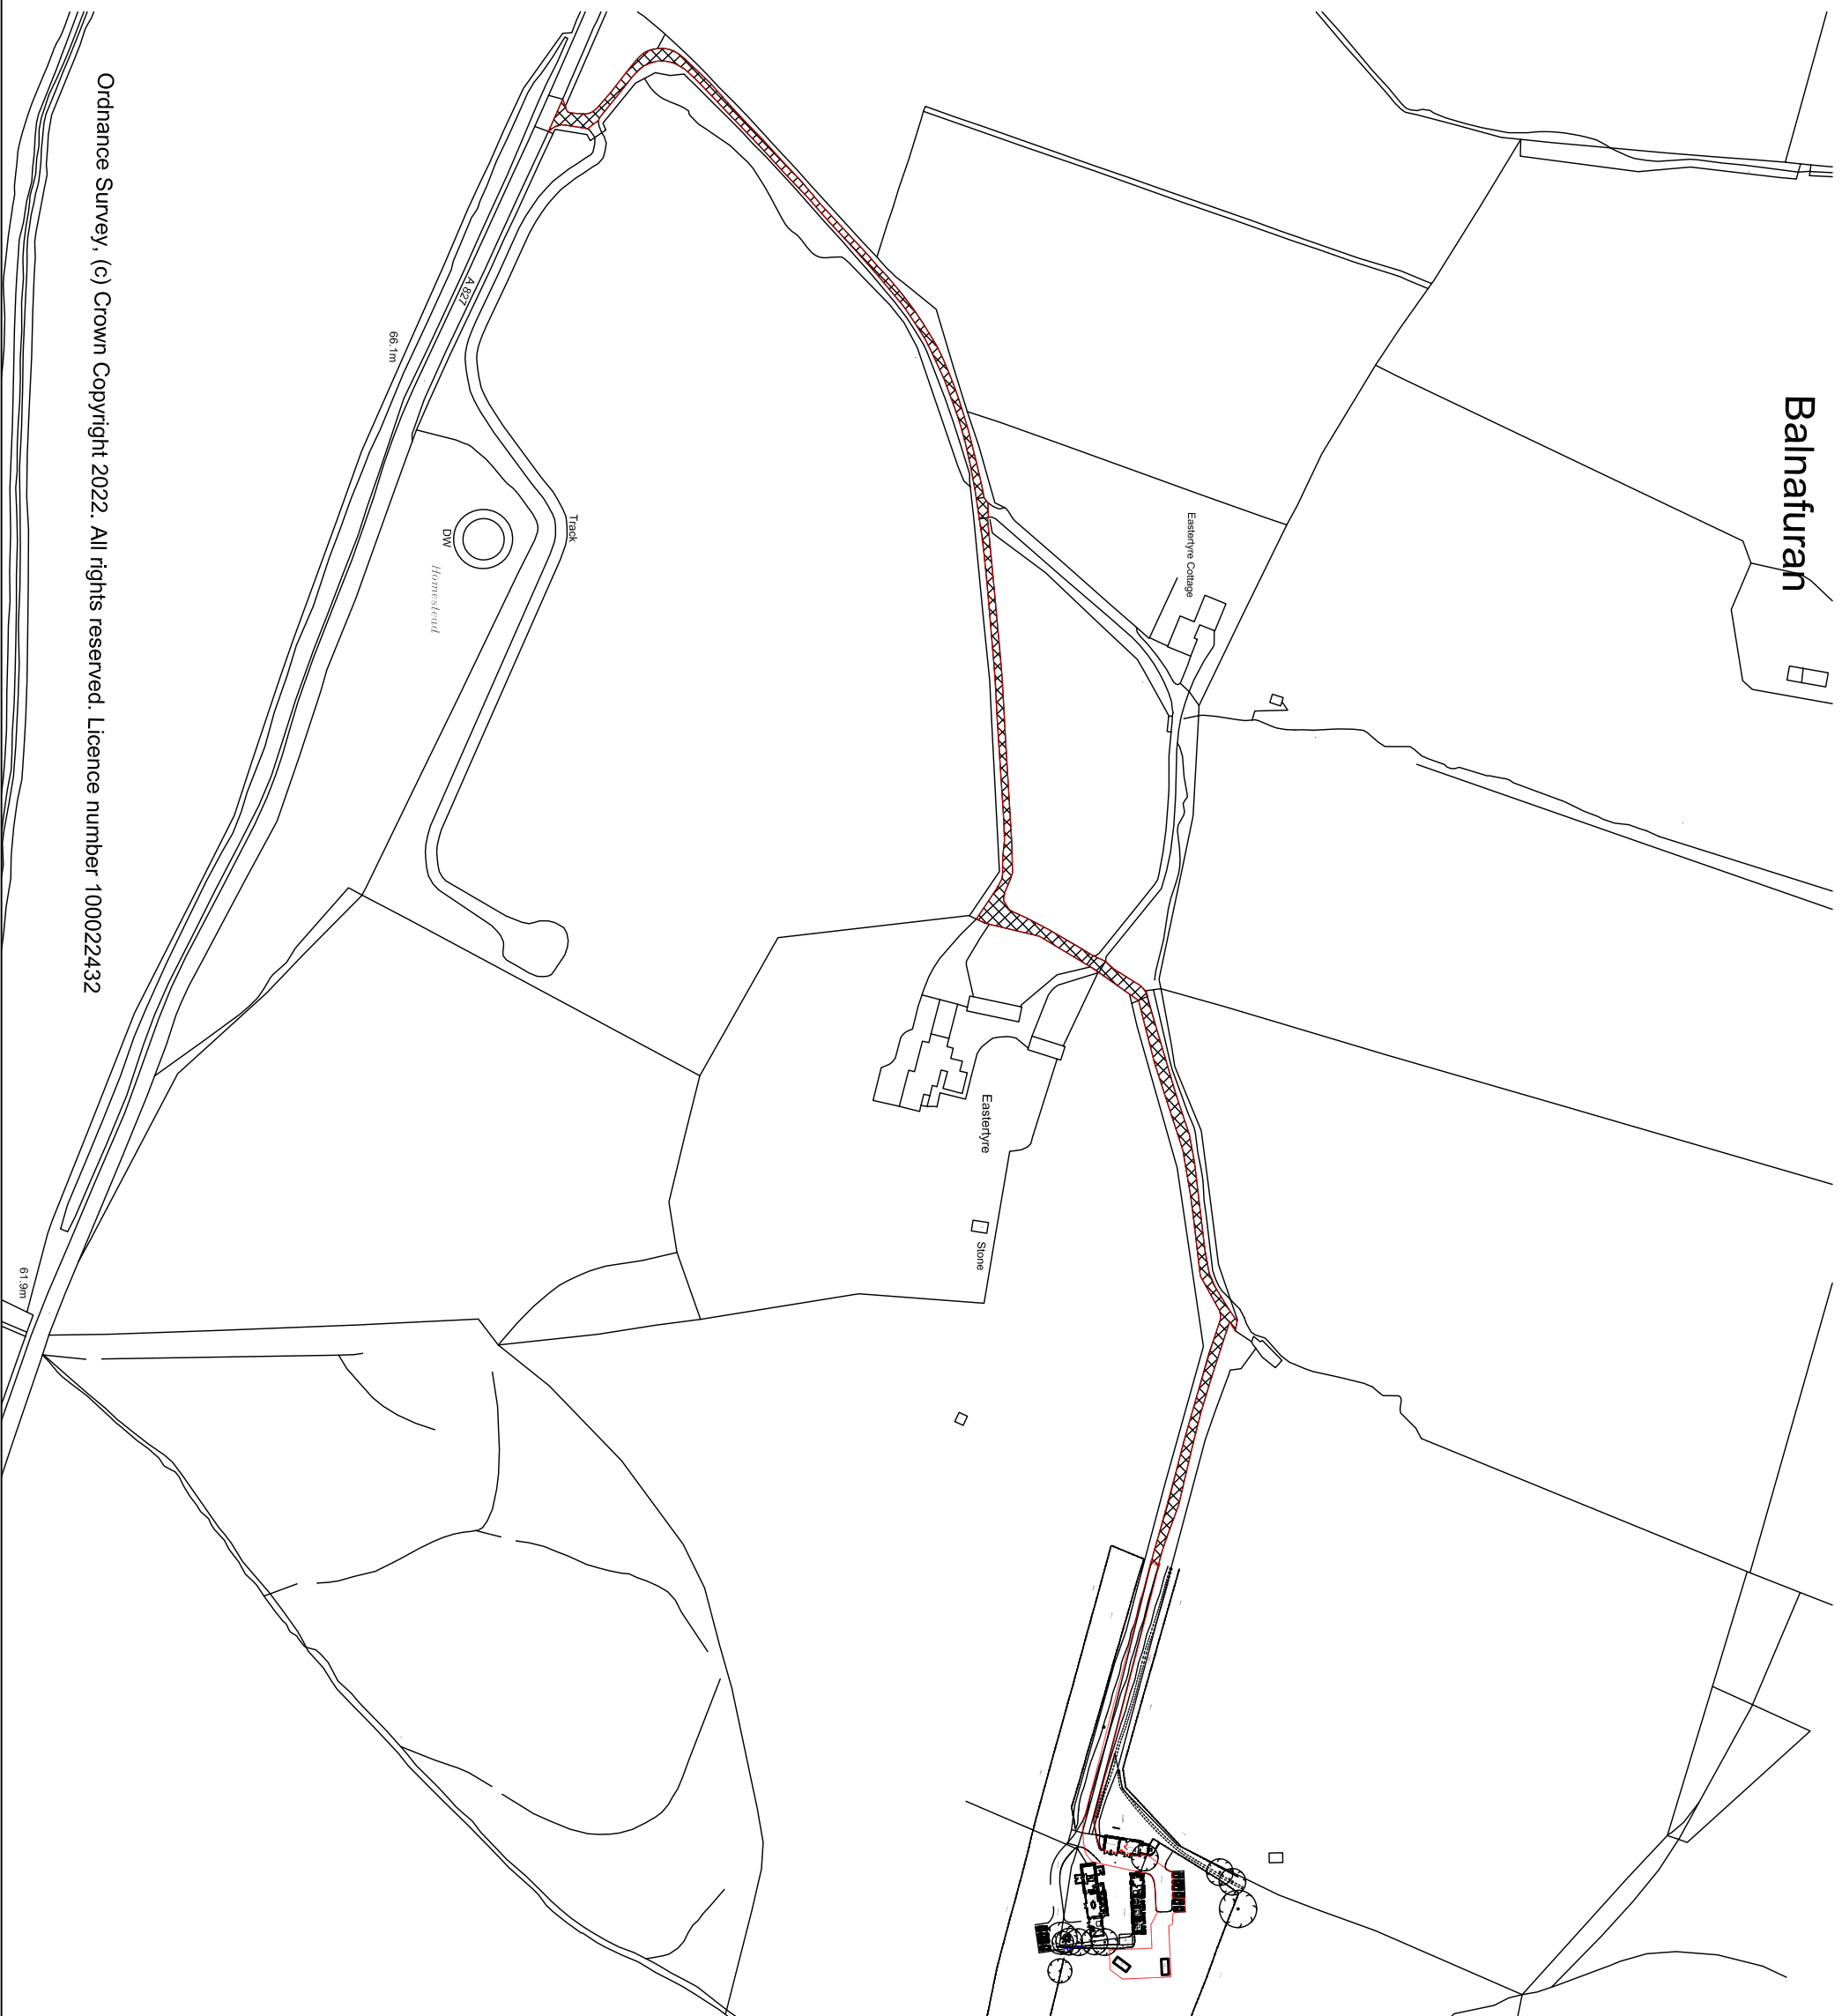 Balnafuran
Eastertyre Cottage
A 827
66.1m
Track
DW
Homestead
Eastertyre
Stone
61.9m
Ordnance Survey, (c) Crown Copyright 2022. All rights reserved. Licence number 100022432